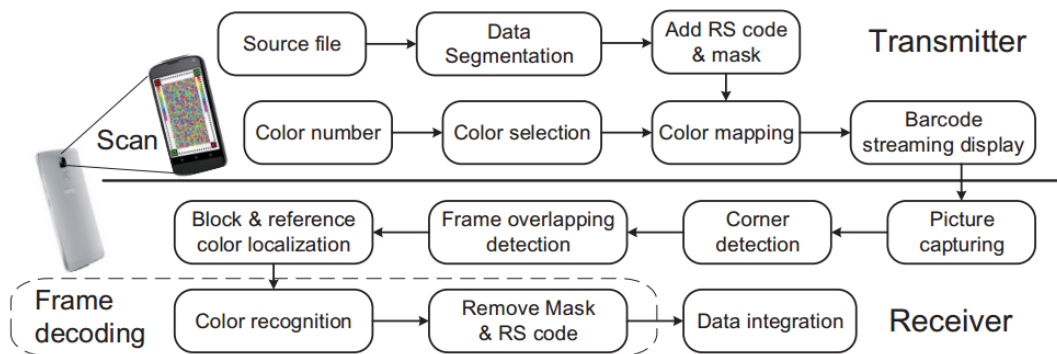 Source file
Data
Segmentation
Add RS code
& mask
Transmitter
Scan
Color number
Color selection
Color mapping
Barcode
streaming display
Block & reference
color localization
Frame overlapping
detection
Corner
detection
Picture
capturing
Frame
decoding
Color recognition
Remove Mask
& RS code
Data integration
Receiver